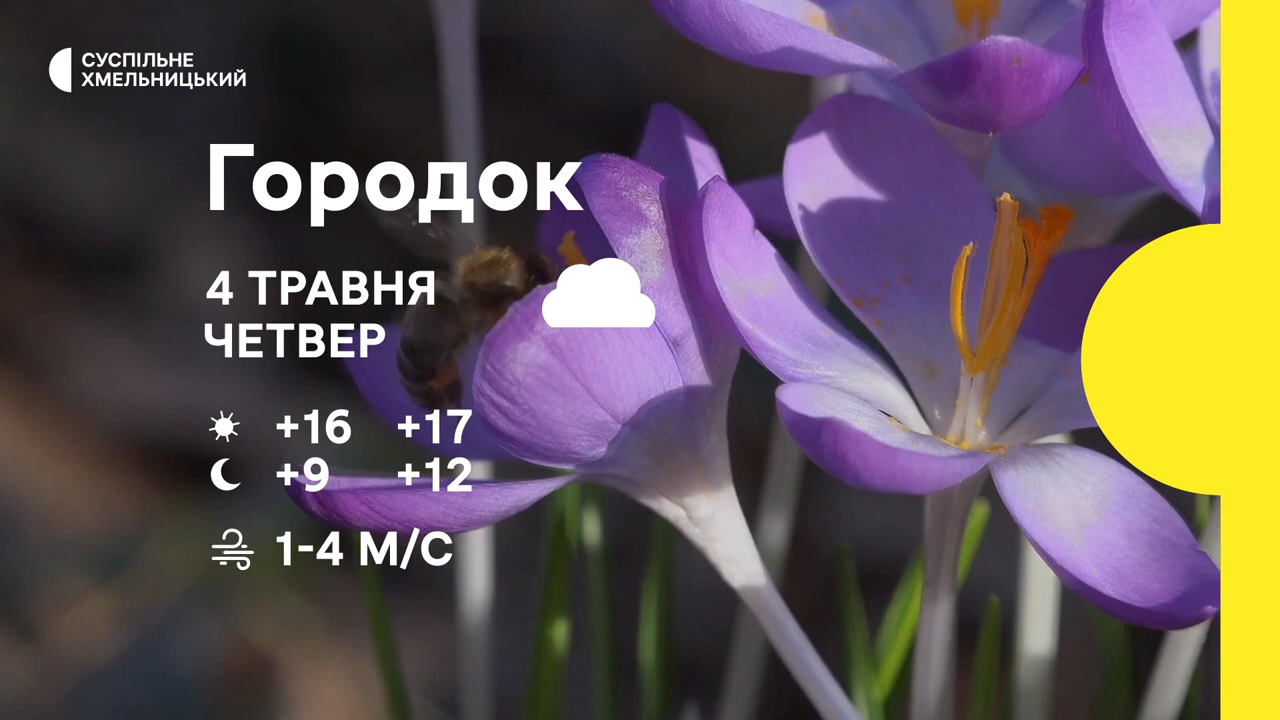 СУСПІЛЬНЕ
ХМЕЛЬНИЦЬКИЙ
Городок
4 ТРАВНЯ
ЧЕТВЕР
+16 +17
+9 +12
1-4 М/С